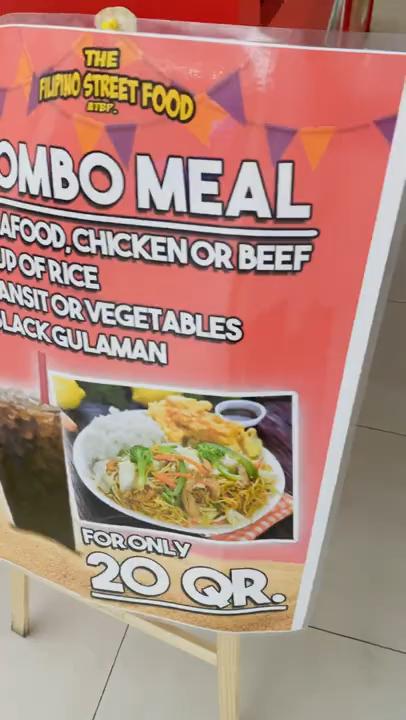 THE
FILIPINO STREET FOOD
BTBP.
OMBO MEAL
AFOOD, CHICKEN OR BEEF
UP OF RICE
ANSIT OR VEGETABLES
LACK GULAMAN
FOR ONLY
20 QR.